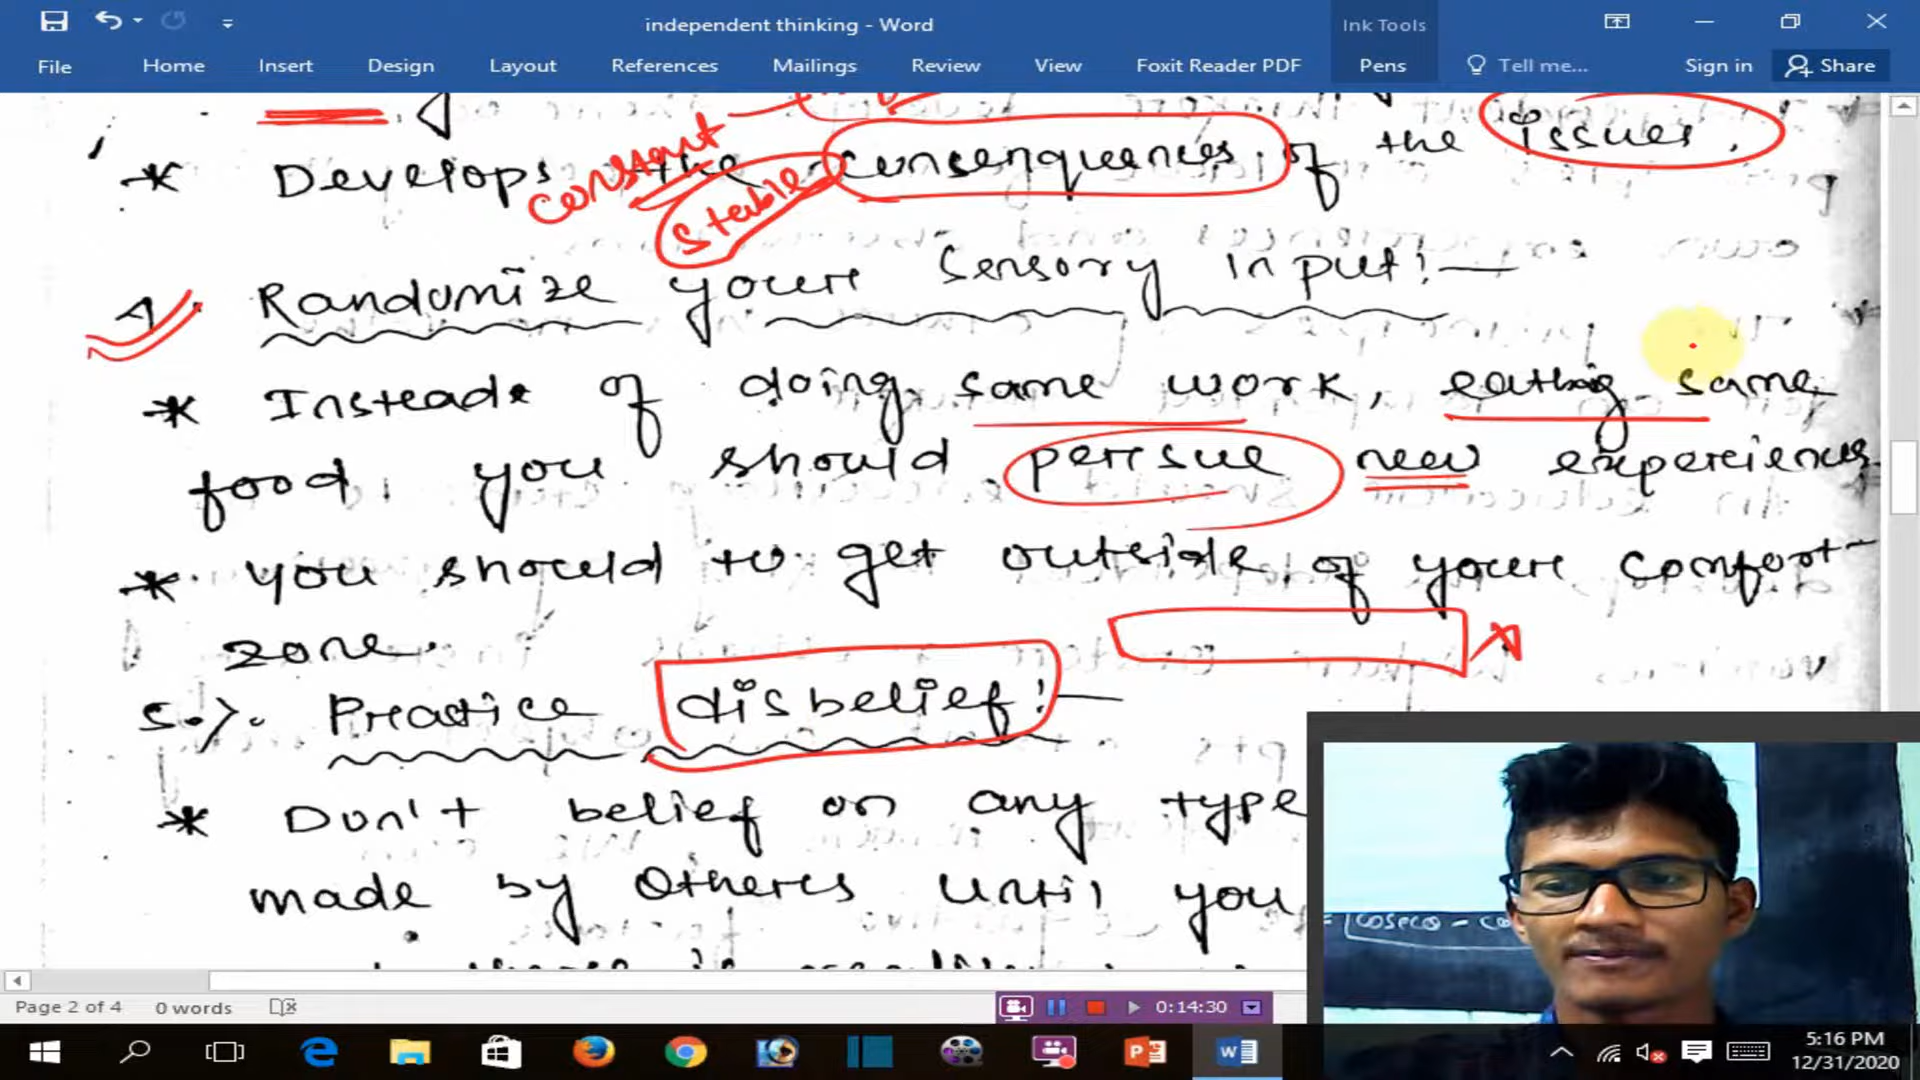 independent thinking - Word
Ink Tools
File
Home
Insert
Design
Layout
References
Mailings
Review
View
Foxit Reader PDF
Pens
Tell me...
Sign in
Share
* Develops the consenquences of the issues.
constant
stable
4. Randomize your sensory input:-
* Instead of doing same work, eating same
food, you should persue new experiences
* you should to get outside of your comfort-
zone.
5.%. Practice disbelief:-
* Don't belief on any type
made by others until you
cosecθ -
Page 2 of 4
0 words
0:14:30
5:16 PM
12/31/2020